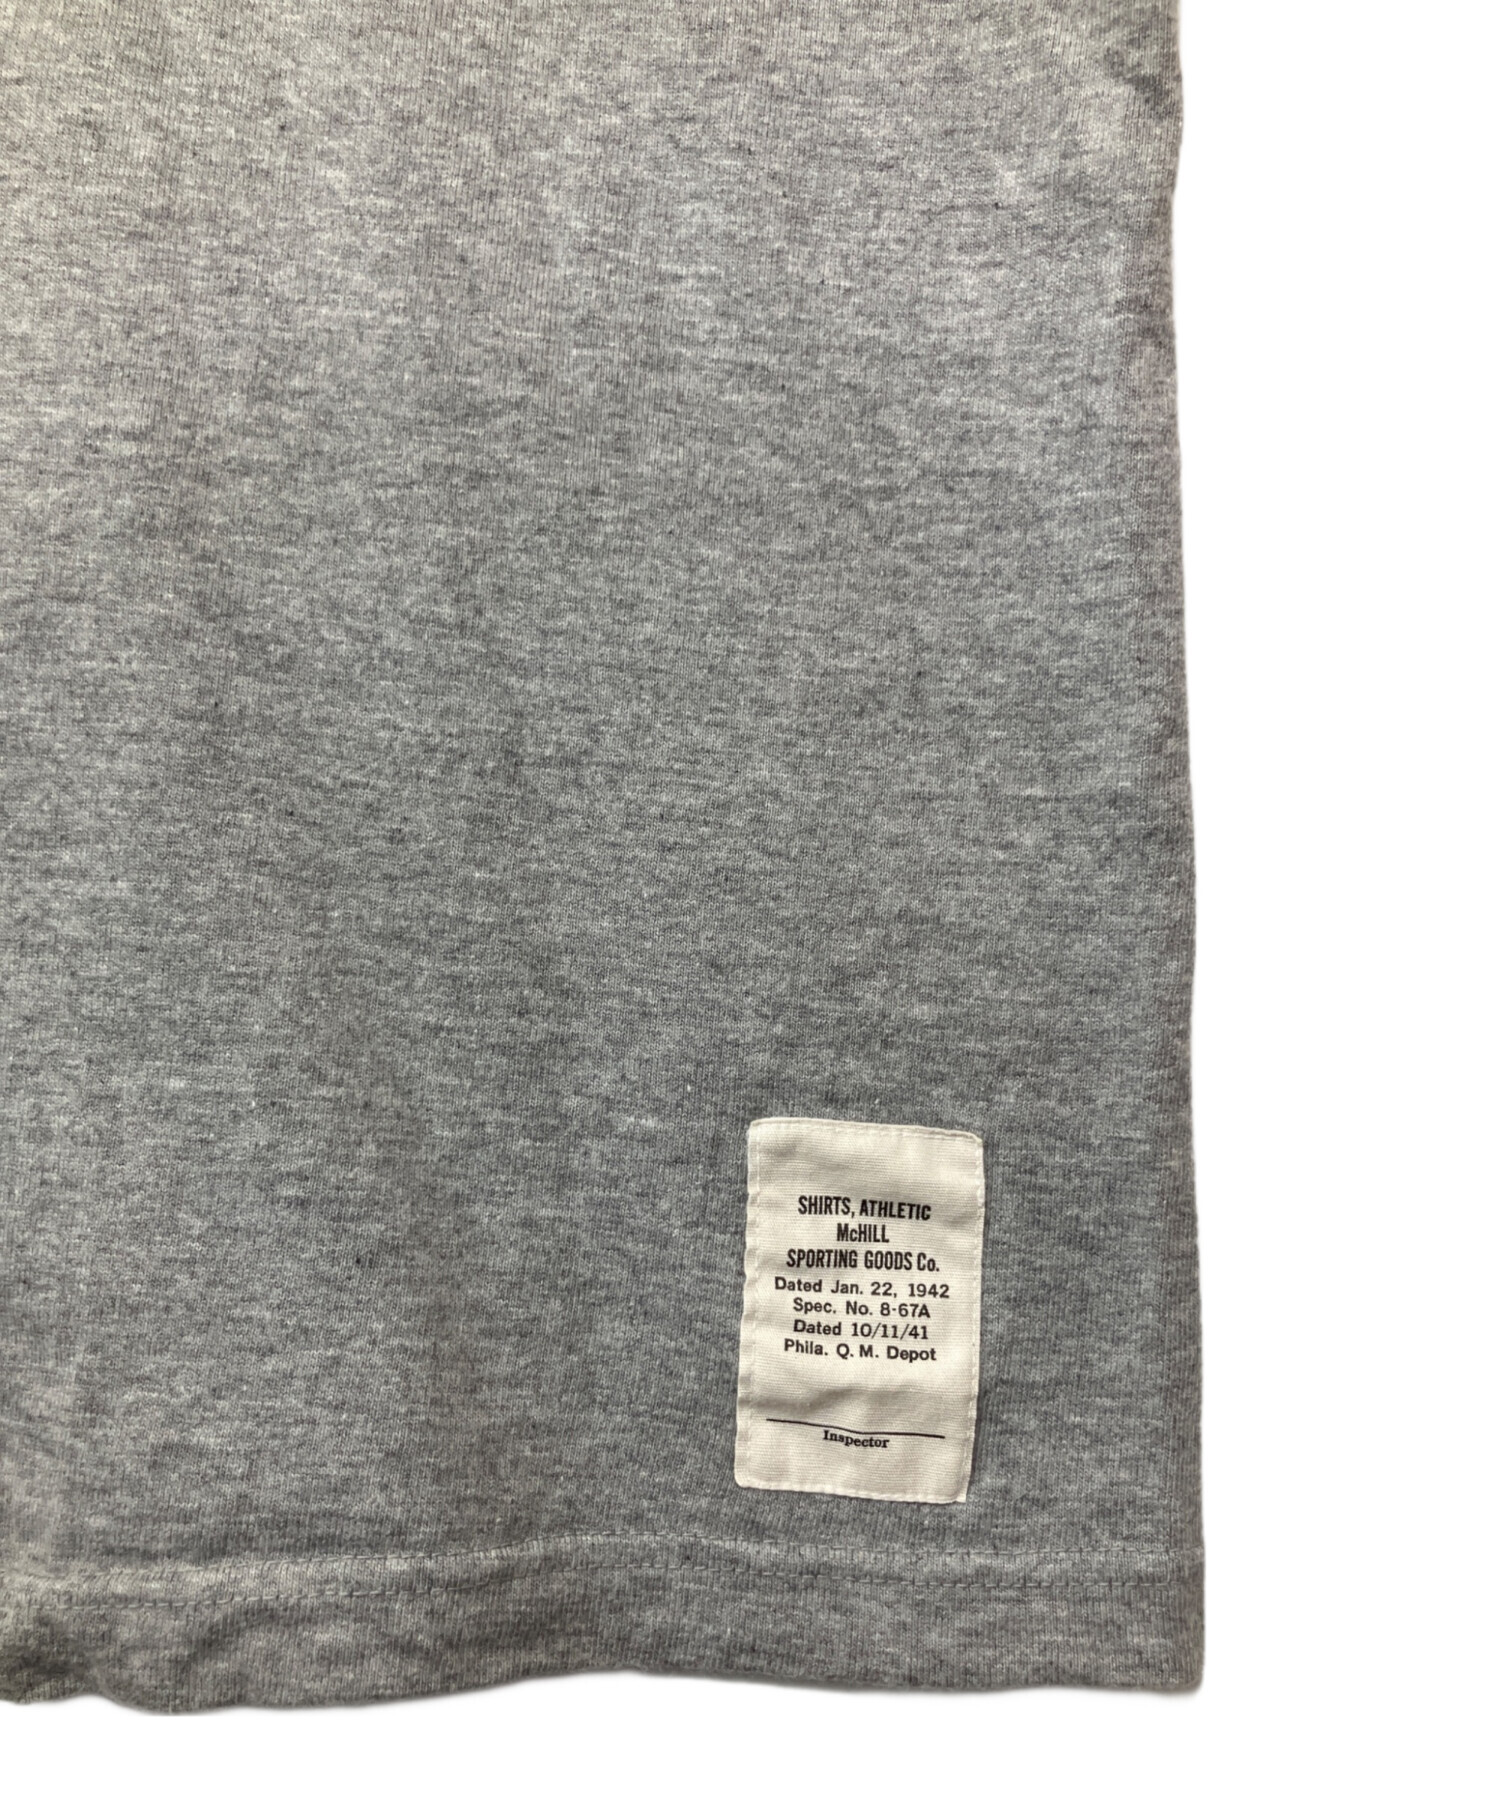 SHIRTS, ATHLETIC
McHILL
SPORTING GOODS Co.
Dated Jan. 22, 1942
Spec. No. 8-67A
Dated 10/11/41
Phila. Q. M. Depot
Inspector